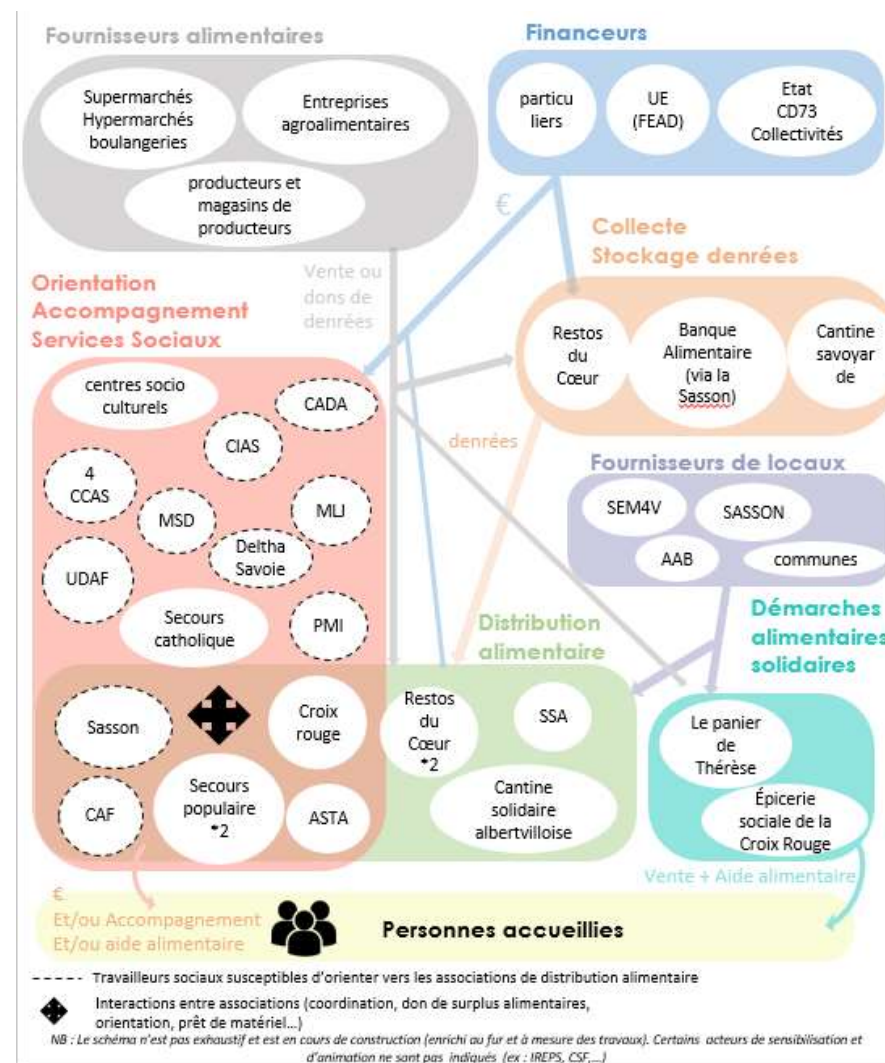 Fournisseurs alimentaires
Supermarchés
Hypermarchés
boulangeries
Entreprises
agroalimentaires
producteurs et
magasins de
producteurs
Financeurs
particu
liers
UE
(FEAD)
Etat
CD73
Collectivités
€
Vente ou
dons de
denrées
Collecte
Stockage denrées
Restos
du
Cœur
Banque
Alimentaire
(via la
Sasson)
Cantine
savoyar
de
denrées
Orientation
Accompagnement
Services Sociaux
centres socio
culturels
CADA
CIAS
4
CCAS
MSD
MLJ
Deltha
Savoie
UDAF
Secours
catholique
PMI
Fournisseurs de locaux
SEM4V
SASSON
AAB
communes
Distribution
alimentaire
Démarches
alimentaires
solidaires
Sasson
Croix
rouge
CAF
Secours
populaire
*2
ASTA
Restos
du
Cœur
*2
SSA
Cantine
solidaire
albertvilloise
Le panier
de
Thérèse
Épicerie
sociale de la
Croix Rouge
Vente + Aide alimentaire
€
Et/ou Accompagnement
Et/ou aide alimentaire
Personnes accueillies
Travailleurs sociaux susceptibles d'orienter vers les associations de distribution alimentaire
Interactions entre associations (coordination, don de surplus alimentaires,
orientation, prêt de matériel...)
NB : Le schéma n'est pas exhaustif et est en cours de construction (enrichi au fur et à mesure des travaux). Certains acteurs de sensibilisation et
d'animation ne sont pas indiqués (ex : IREPS, CSF,...)